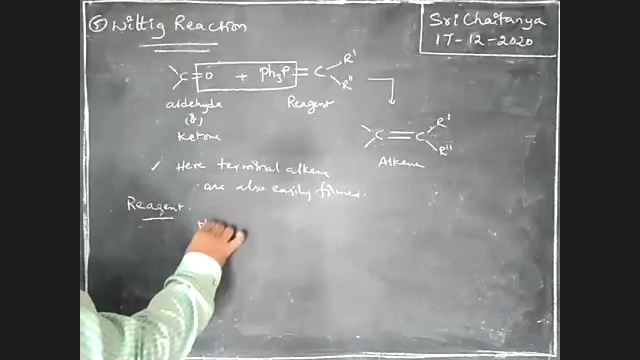 ⑤ Wittig Reaction
Sri Chaitanya
17-12-2020
C=O + Ph₃P=C R' R"
aldehyde
(&)
Ketone
Reagent
C=C R' R"
Alkene
✓ Here terminal alkene
are also easily formed.
Reagent